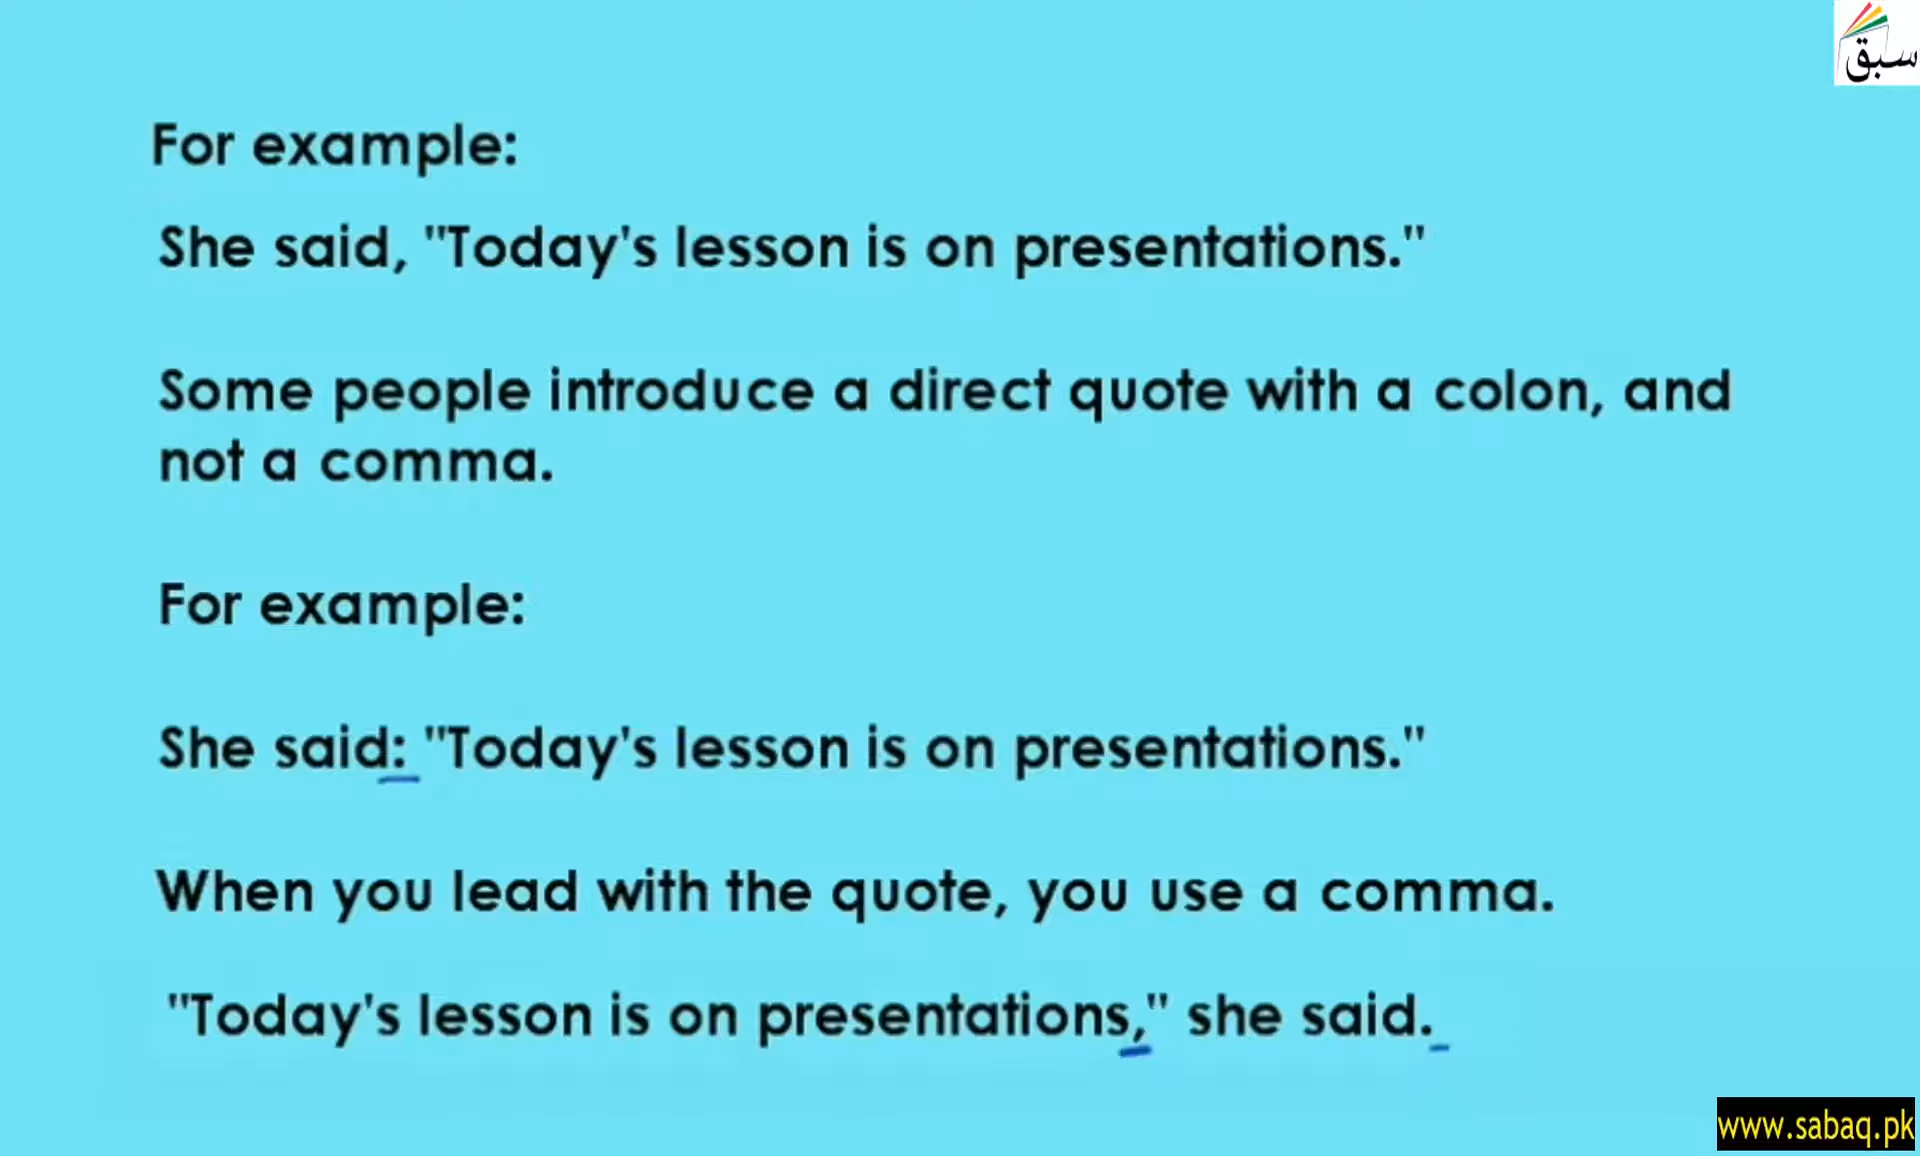 سبق
For example:
She said, "Today's lesson is on presentations."
Some people introduce a direct quote with a colon, and
not a comma.
For example:
She said: "Today's lesson is on presentations."
When you lead with the quote, you use a comma.
"Today's lesson is on presentations," she said.
www.sabaq.pk